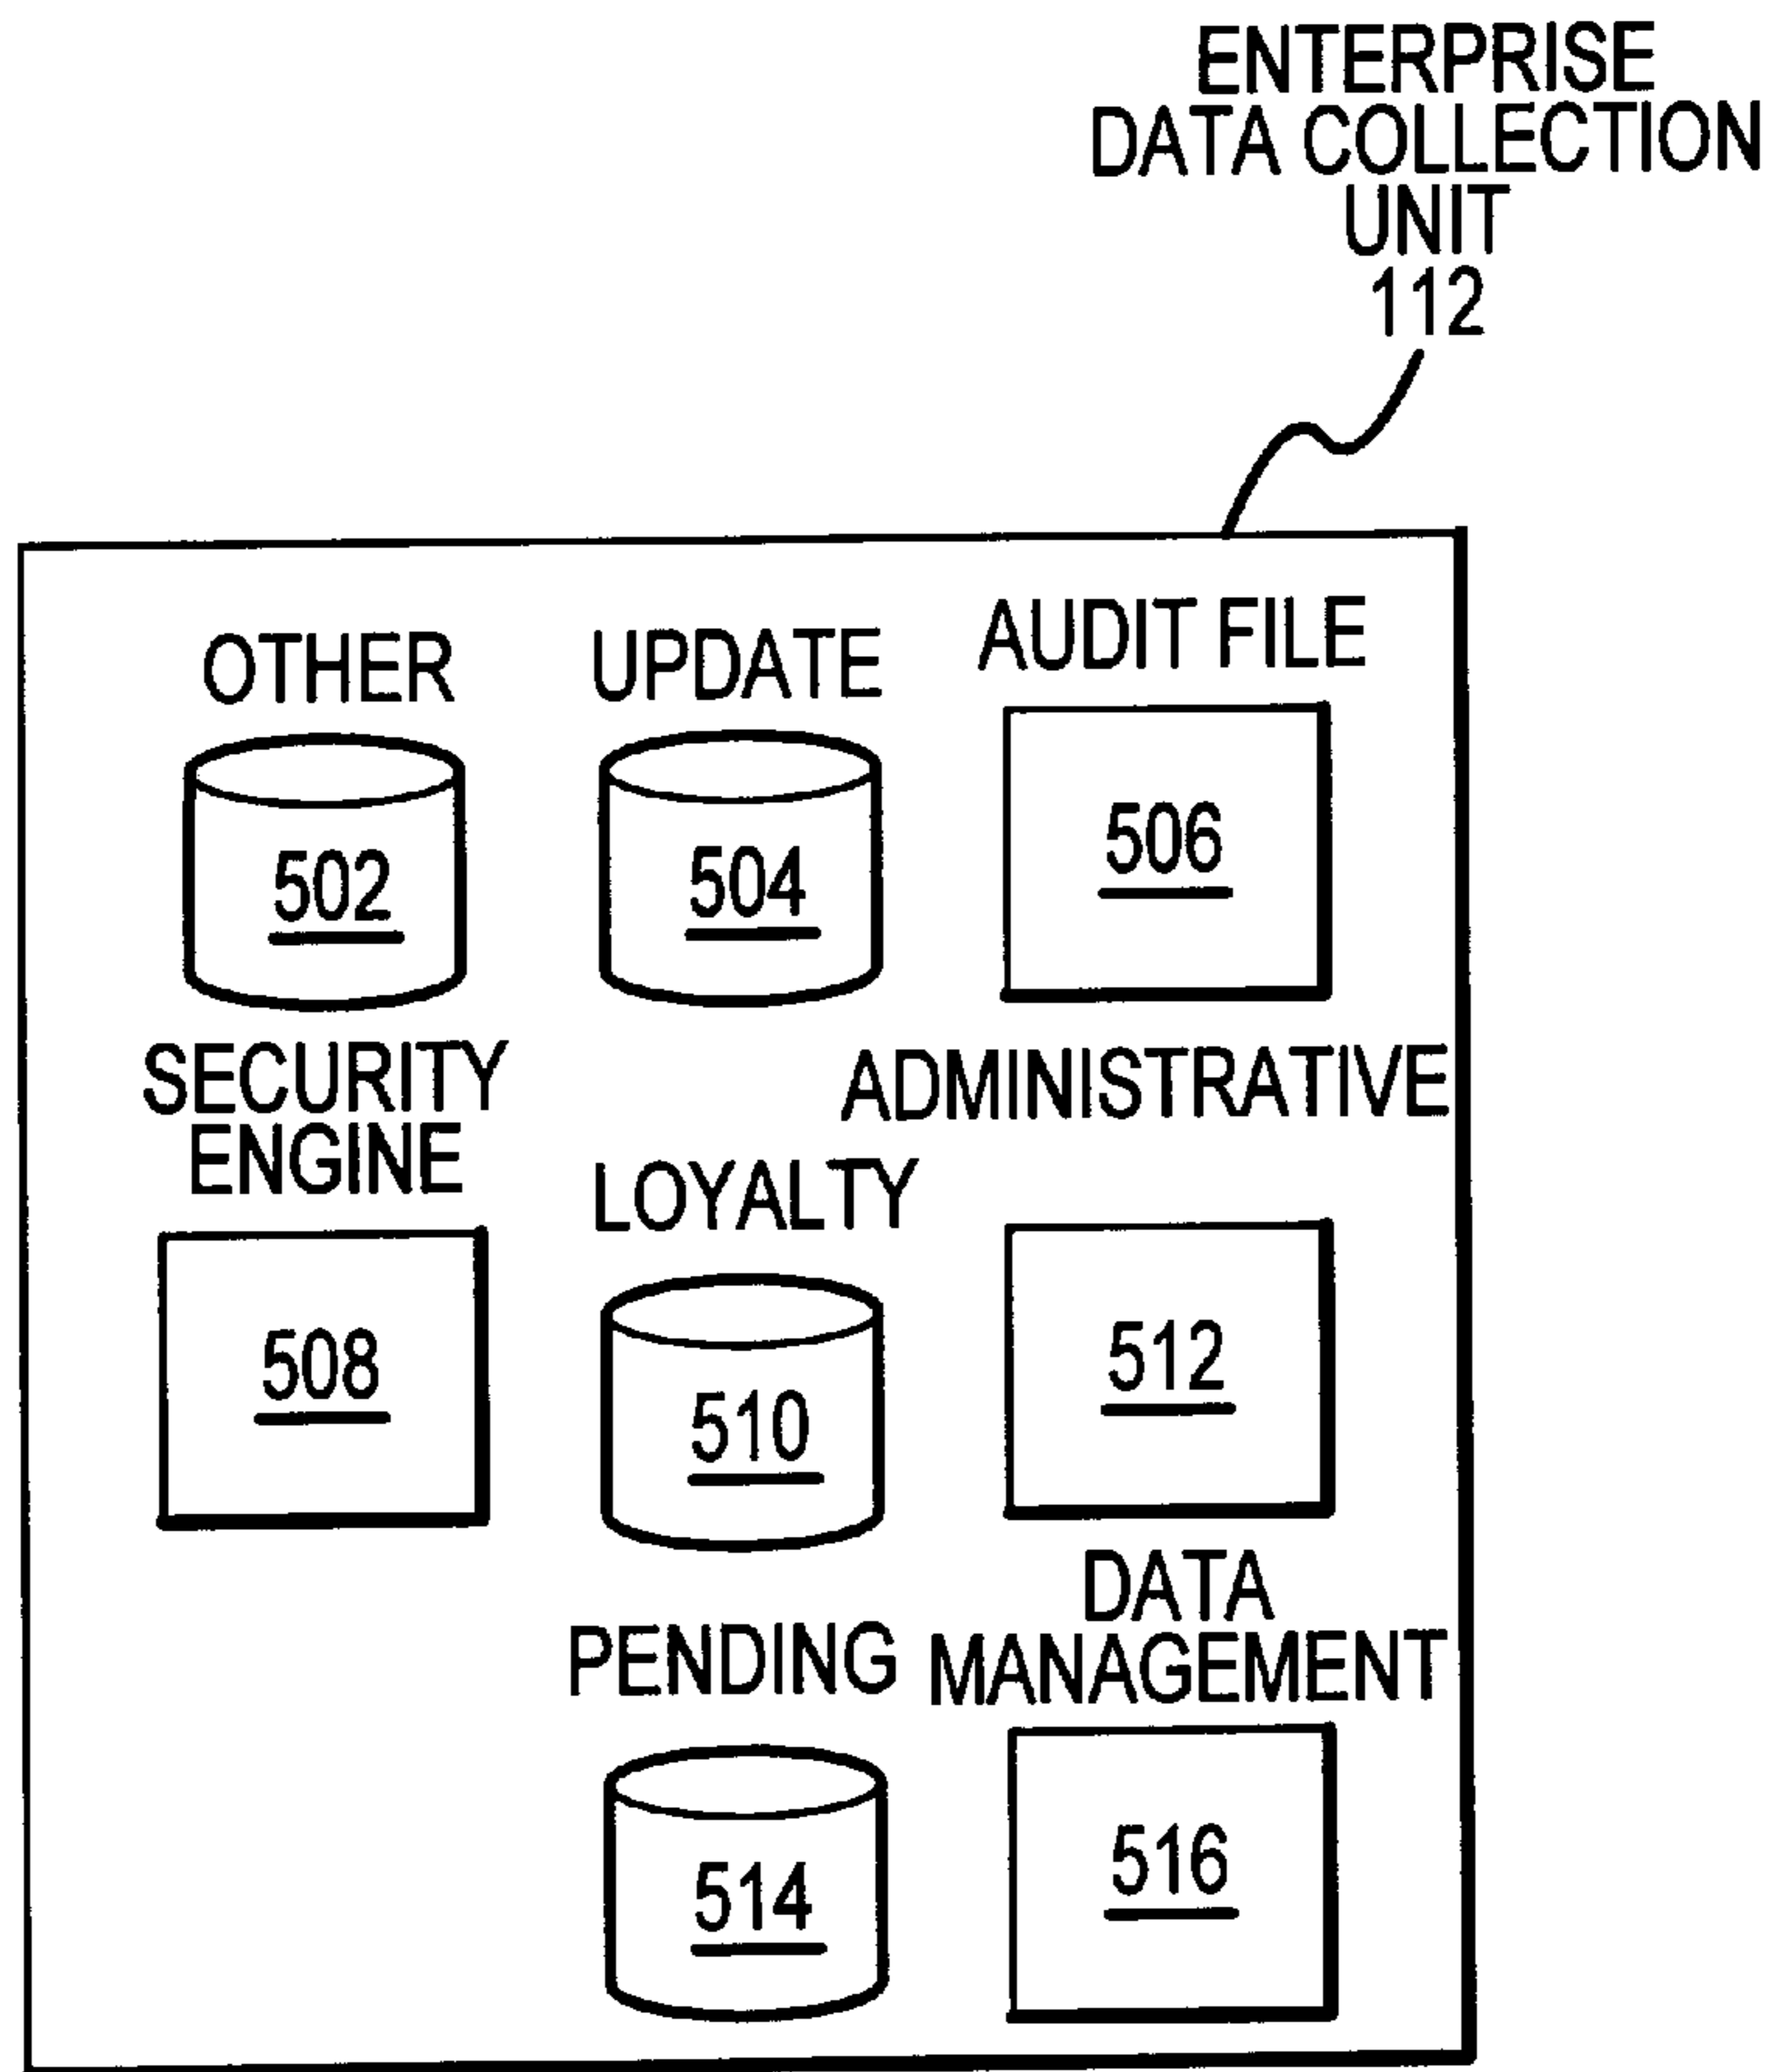 ENTERPRISE
DATA COLLECTION
UNIT
112
OTHER
UPDATE
AUDIT FILE
502
504
506
SECURITY
ENGINE
LOYALTY
ADMINISTRATIVE
508
510
512
PENDING
DATA
MANAGEMENT
514
516